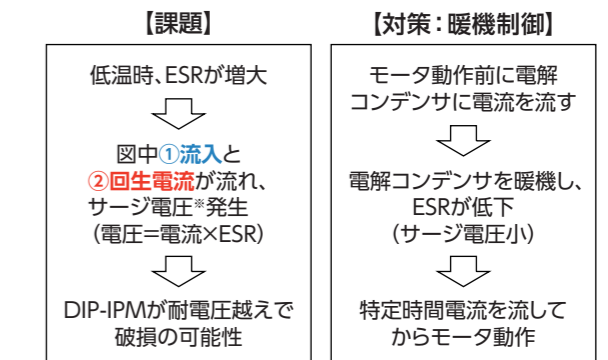 【課題】
低温時、ESRが増大
図中①流入と
②回生電流が流れ、
サージ電圧※発生
(電圧=電流×ESR)
DIP-IPMが耐電圧越えで
破損の可能性
【対策:暖機制御】
モータ動作前に電解
コンデンサに電流を流す
電解コンデンサを暖機し、
ESRが低下
(サージ電圧小)
特定時間電流を流して
からモータ動作